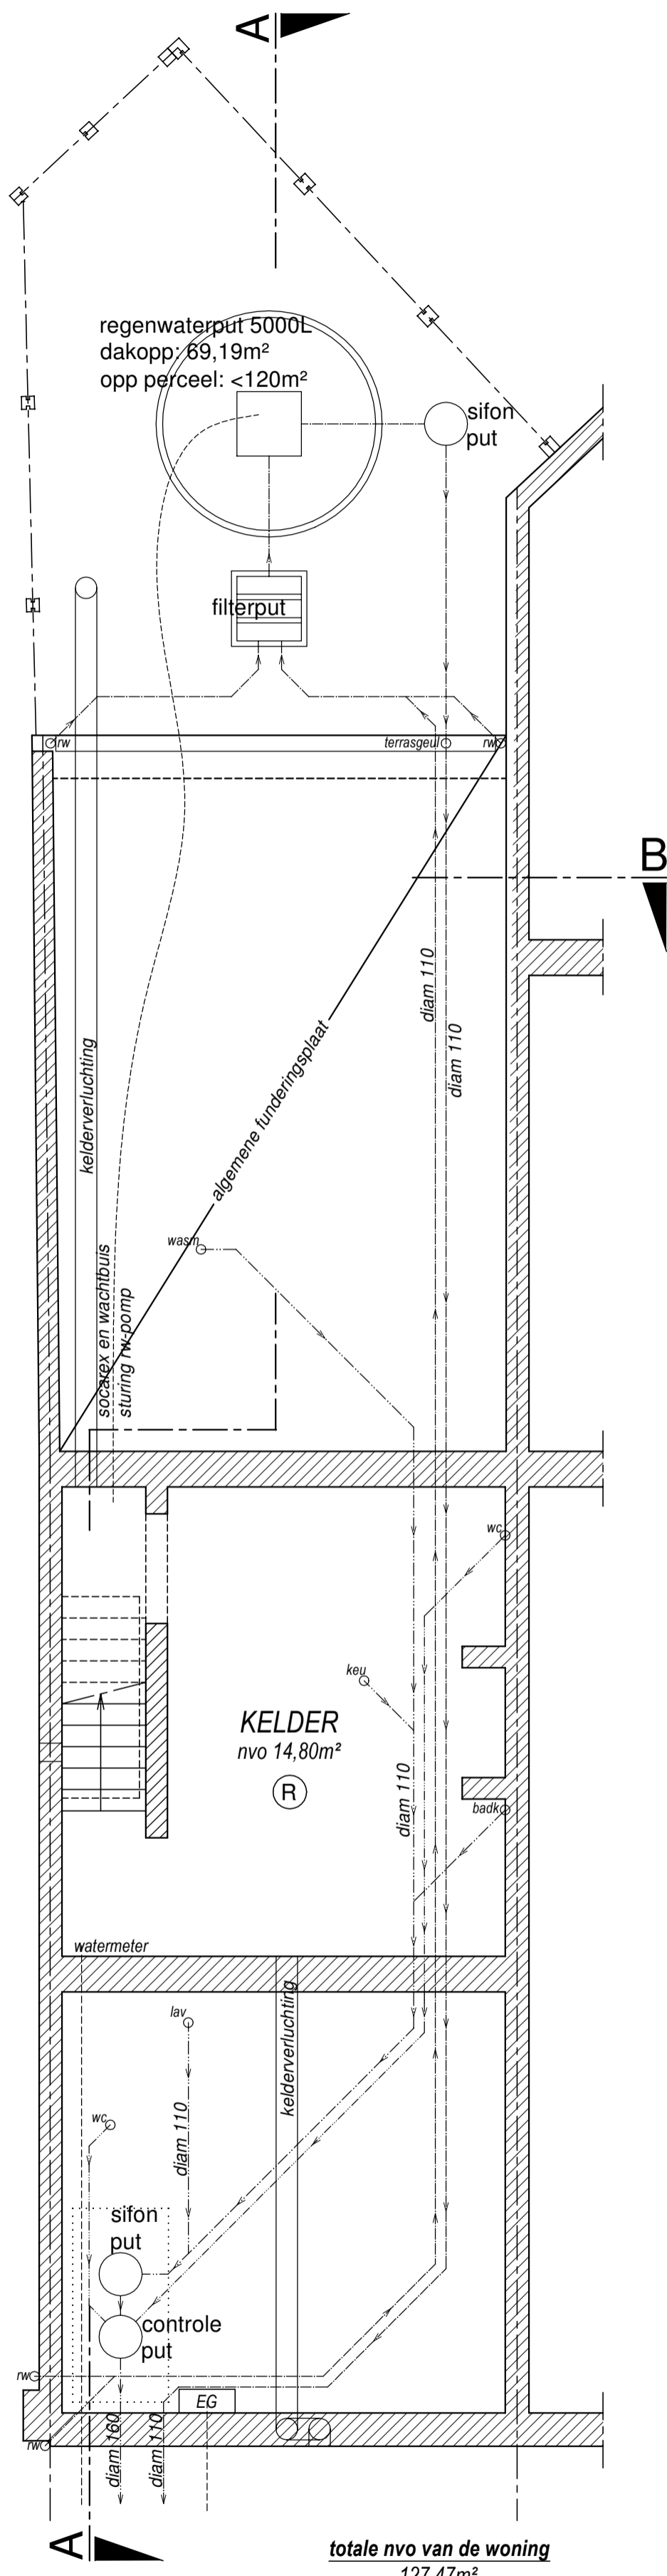 A
regenwaterput 5000L
dakopp: 69,19m²
opp perceel: <120m²
sifon
put
filterput
rw
terrasgeul
rw
B
diam 110
diam 110
kelderverluchting
algemene funderingsplaat
wasm
socarex en wachtbuis
sturing rw-pomp
wc
keu
KELDER
nvo 14,80m²
R
diam 110
badk
watermeter
kelderverluchting
lav
wc
diam 110
sifon
put
controle
put
rw
EG
rw
diam 160
diam 110
A
totale nvo van de woning
127,47m²